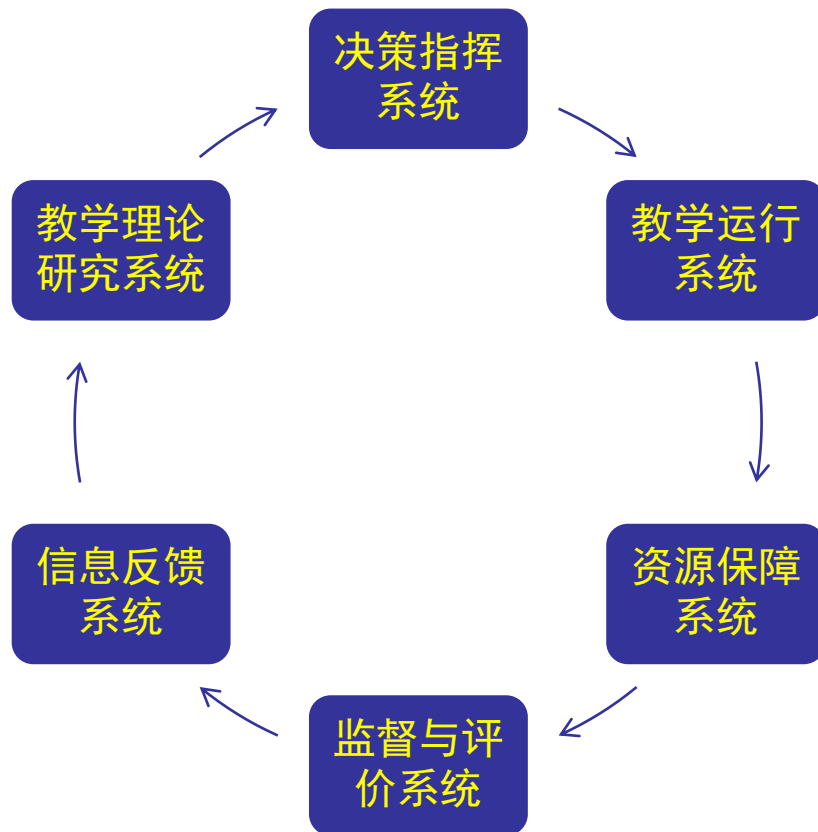 决策指挥
系统
教学运行
系统
资源保障
系统
监督与评
价系统
信息反馈
系统
教学理论
研究系统